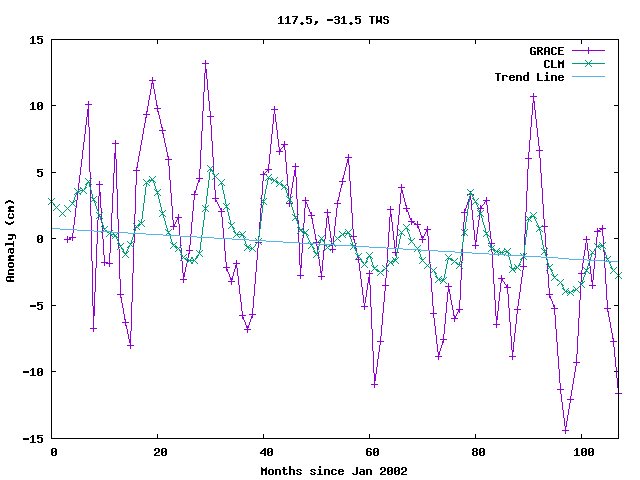 117.5, -31.5 TWS
GRACE
CLM
Trend Line
Anomaly (cm)
15
10
5
0
-5
-10
-15
0 20 40 60 80 100
Months since Jan 2002